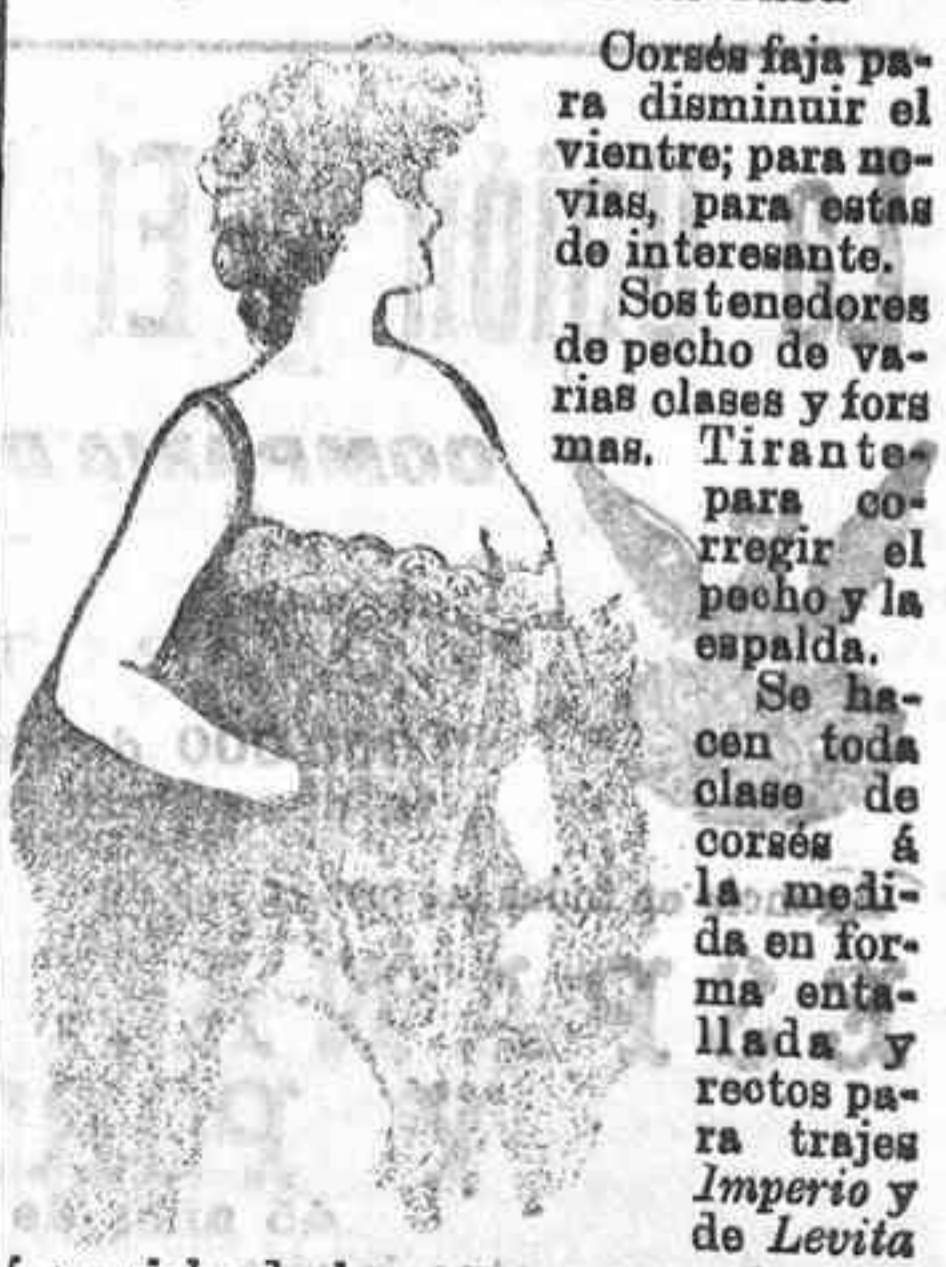 Corsés faja pa-
ra disminuir el
vientre; para no-
vias, para estas
do interesante.
Sostenedores
de pecho de va-
rias clases y fors
mas. Tirante-
para co-
rregir el
pecho y la
espalda.
Se ha-
cen toda
clase de
corsés á
la medi-
da en for-
ma enta-
llada y
rectos pa-
ra trajes
Imperio y
de Levita